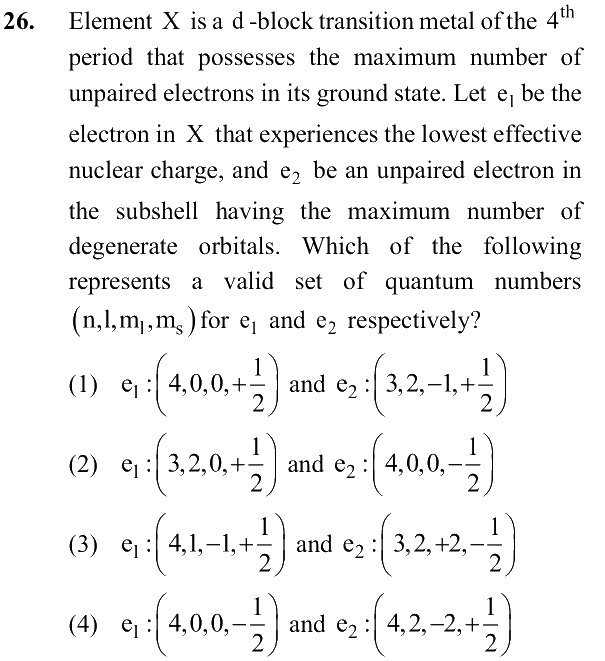 26. Element X is a d-block transition metal of the 4th
period that possesses the maximum number of
unpaired electrons in its ground state. Let e₁ be the
electron in X that experiences the lowest effective
nuclear charge, and e₂ be an unpaired electron in
the subshell having the maximum number of
degenerate orbitals. Which of the following
represents a valid set of quantum numbers
(n,l,m₁,mₛ) for e₁ and e₂ respectively?
(1) e₁ : (4,0,0,+1/2) and e₂ : (3,2,−1,+1/2)
(2) e₁ : (3,2,0,+1/2) and e₂ : (4,0,0,−1/2)
(3) e₁ : (4,1,−1,+1/2) and e₂ : (3,2,+2,−1/2)
(4) e₁ : (4,0,0,−1/2) and e₂ : (4,2,−2,+1/2)